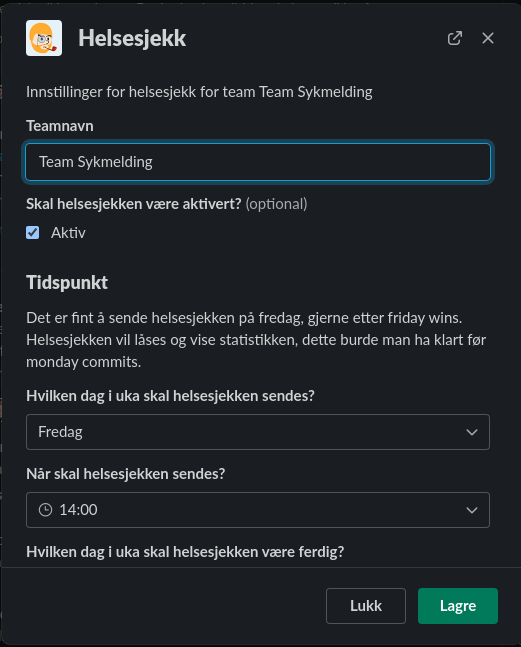 Helsesjekk
Innstillinger for helsesjekk for team Team Sykmelding
Teamnavn
Team Sykmelding
Skal helsesjekken være aktivert? (optional)
Aktiv
Tidspunkt
Det er fint å sende helsesjekken på fredag, gjerne etter friday wins.
Helsesjekken vil låses og vise statistikken, dette burde man ha klart før
monday commits.
Hvilken dag i uka skal helsesjekken sendes?
Fredag
Når skal helsesjekken sendes?
14:00
Hvilken dag i uka skal helsesjekken være ferdig?
Lukk
Lagre